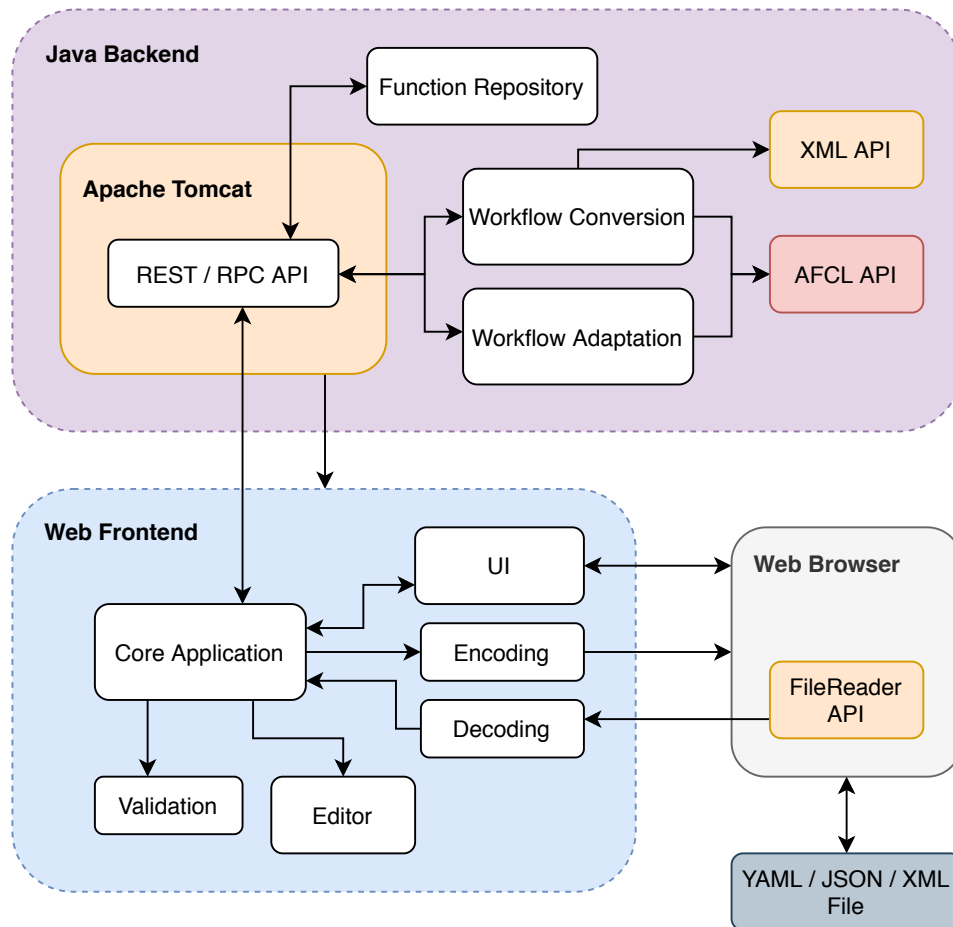 Java Backend
Function Repository
XML API
Apache Tomcat
Workflow Conversion
REST / RPC API
AFCL API
Workflow Adaptation
Web Frontend
UI
Web Browser
Core Application
Encoding
FileReader
API
Decoding
Validation
Editor
YAML / JSON / XML
File